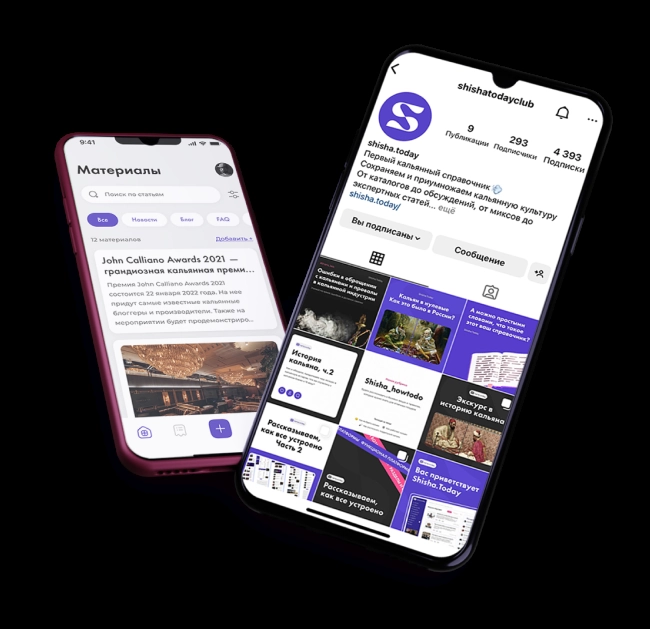 9:41
Материалы
Поиск по статьям
Все
Новости
Блог
FAQ
12 материалов
Добавить +
John Calliano Awards 2021 —
грандиозная кальянная преми...
Премия John Calliano Awards 2021
состоится 22 января 2022 года. На нее
придут самые известные кальянные
блоггеры и производители. Также на
мероприятии будет продемонстриро...
shishatodayclub
S
9
Публикации
293
Подписчики
4 393
Подписки
shisha.today
Первый кальянный справочник
Сохраняем и приумножаем кальянную культуру
От каталогов до обсуждений, от миксов до
экспертных статей... ещё
shisha.today/
Вы подписаны
Сообщение
Ошибки в обращении
с кальянами и провалы
в кальянной индустрии
Кальян в нулевые
Как это было в России?
А можно простыми
словами, что такое
этот ваш справочник?
История
кальяна, ч.2
Shisha_howtodo
Экскурс в
историю кальяна
Рассказываем,
как все устроено
Часть 2
Рассказываем,
как все устроено
Вас приветствует
Shisha.Today